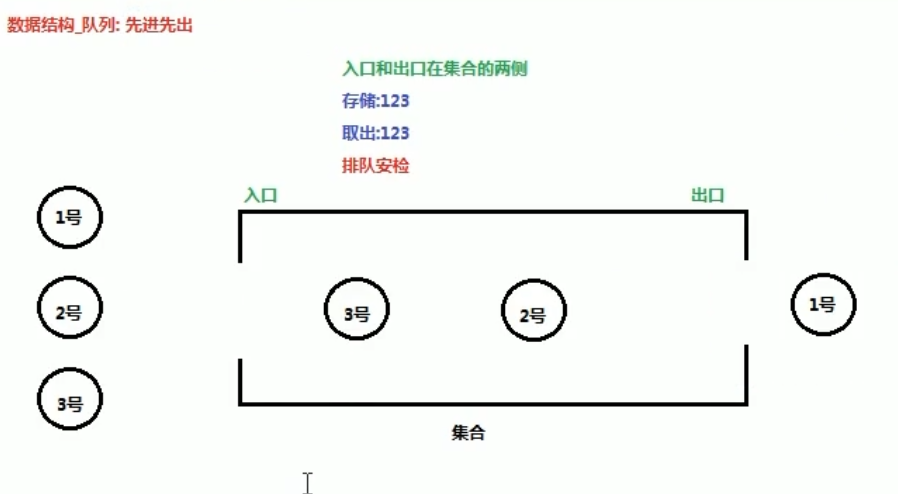 数据结构_队列: 先进先出
入口和出口在集合的两侧
存储:123
取出:123
排队安检
入口
出口
1号
2号
3号
3号
2号
1号
集合